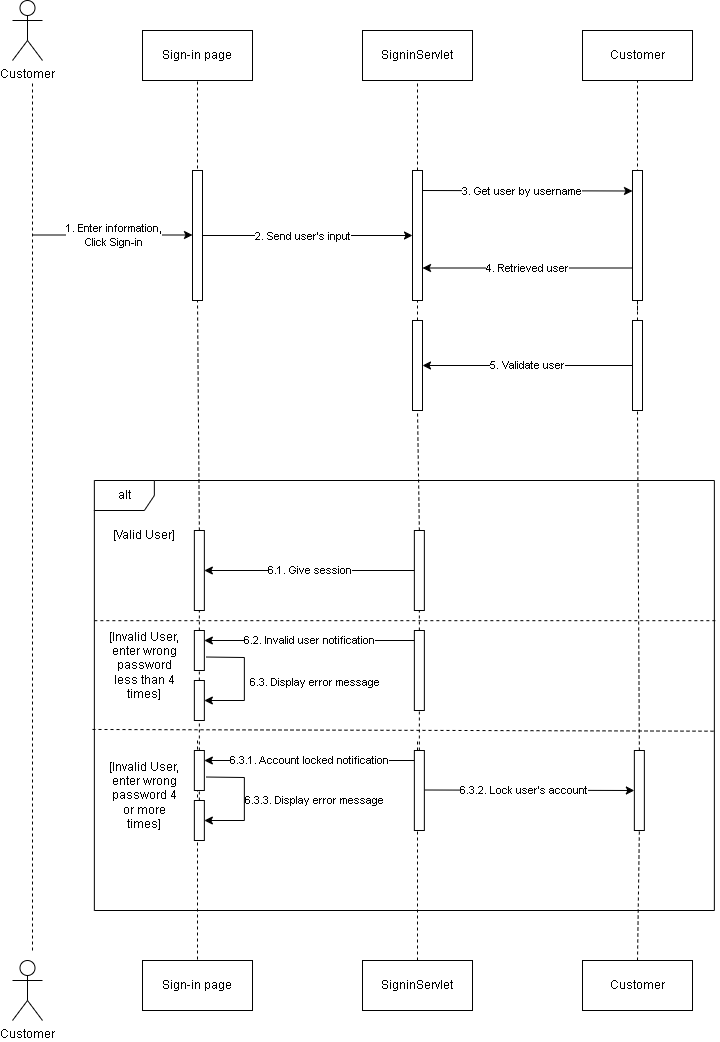 Customer
Sign-in page
SigninServlet
Customer
3. Get user by username
1. Enter information,
Click Sign-in
2. Send user's input
4. Retrieved user
5. Validate user
alt
[Valid User]
6.1. Give session
[Invalid User,
enter wrong
password
less than 4
times]
6.2. Invalid user notification
6.3. Display error message
[Invalid User,
enter wrong
password 4
or more
times]
6.3.1. Account locked notification
6.3.2. Lock user's account
6.3.3. Display error message
Customer
Sign-in page
SigninServlet
Customer